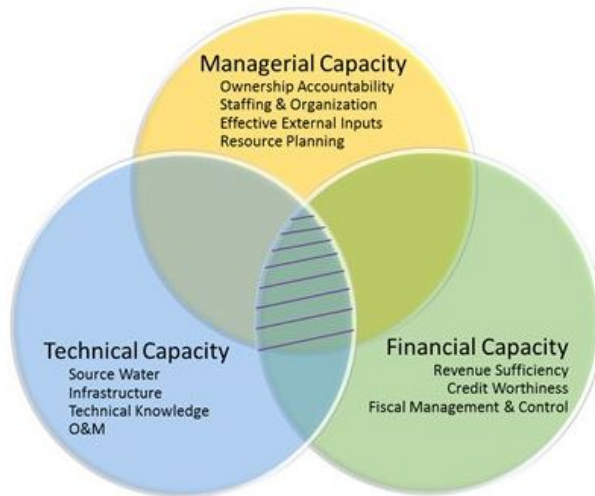 Managerial Capacity
Ownership Accountability
Staffing & Organization
Effective External Inputs
Resource Planning
Technical Capacity
Source Water
Infrastructure
Technical Knowledge
O&M
Financial Capacity
Revenue Sufficiency
Credit Worthiness
Fiscal Management & Control